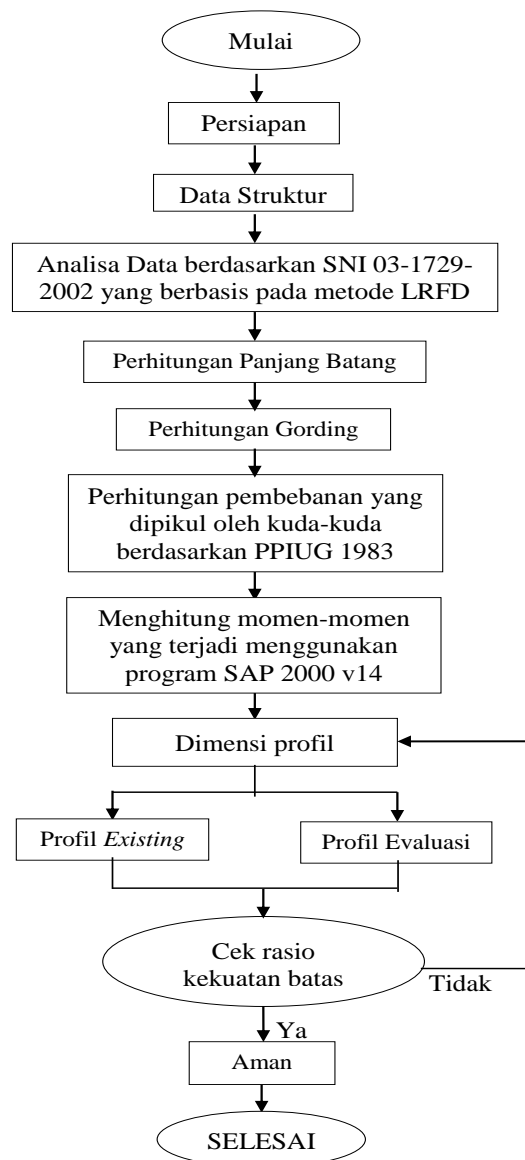 Mulai
Persiapan
Data Struktur
Analisa Data berdasarkan SNI 03-1729-
2002 yang berbasis pada metode LRFD
Perhitungan Panjang Batang
Perhitungan Gording
Perhitungan pembebanan yang
dipikul oleh kuda-kuda
berdasarkan PPIUG 1983
Menghitung momen-momen
yang terjadi menggunakan
program SAP 2000 v14
Dimensi profil
Profil Existing
Profil Evaluasi
Cek rasio
kekuatan batas
Tidak
Ya
Aman
SELESAI